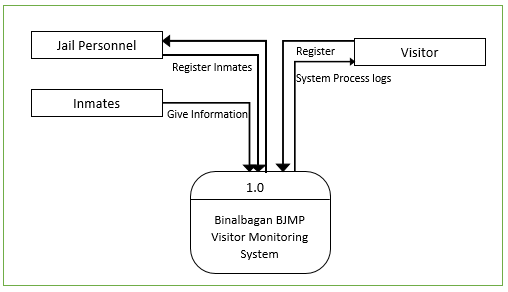 Jail Personnel
Register
Visitor
Register Inmates
System Process logs
Inmates
Give Information
1.0
Binalbagan BJMP
Visitor Monitoring
System